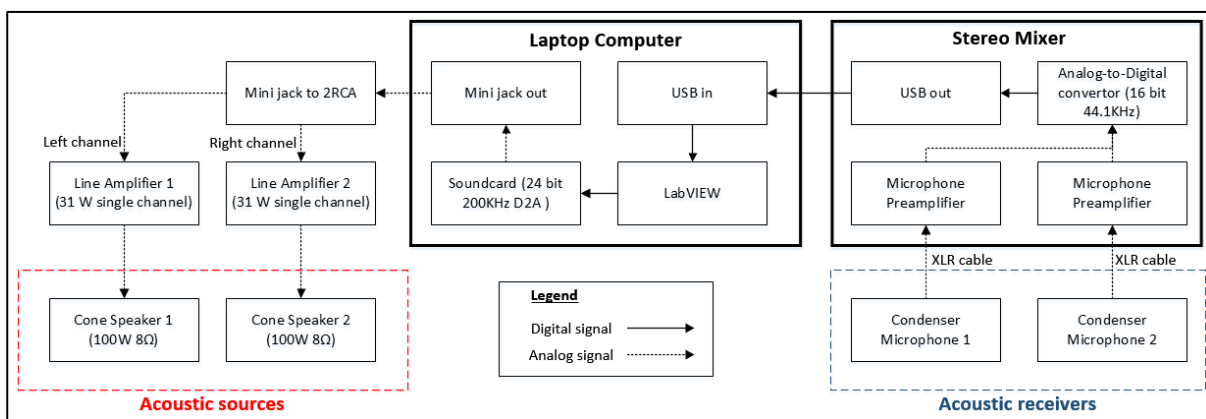 Laptop Computer
Stereo Mixer
Mini jack to 2RCA
Mini jack out
USB in
USB out
Analog-to-Digital
convertor (16 bit
44.1KHz)
Left channel
Right channel
Line Amplifier 1
(31 W single channel)
Line Amplifier 2
(31 W single channel)
Soundcard (24 bit
200KHz D2A )
LabVIEW
Microphone
Preamplifier
Microphone
Preamplifier
XLR cable
XLR cable
Cone Speaker 1
(100W 8Ω)
Cone Speaker 2
(100W 8Ω)
Legend
Digital signal
Analog signal
Condenser
Microphone 1
Condenser
Microphone 2
Acoustic sources
Acoustic receivers